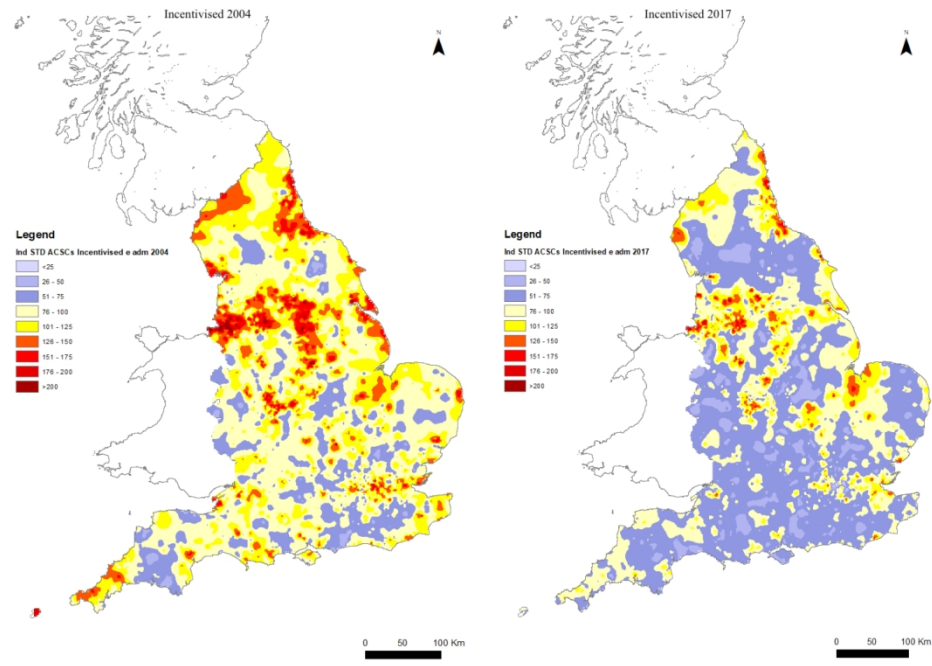 Incentivised 2004
N
Legend
Ind STD ACSCs Incentivised e adm 2004
<25
26 - 50
51 - 75
76 - 100
101 - 125
126 - 150
151 - 175
176 - 200
>200
0 50 100 Km
Incentivised 2017
N
Legend
Ind STD ACSCs Incentivised e adm 2017
<25
26 - 50
51 - 75
76 - 100
101 - 125
126 - 150
151 - 175
176 - 200
>200
0 50 100 Km